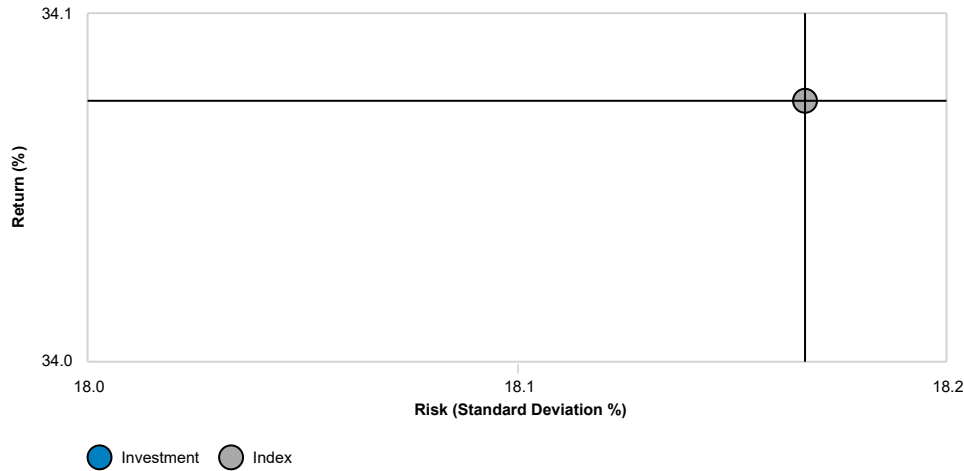 34.1
Return (%)
34.0
18.0 18.1 18.2
Risk (Standard Deviation %)
Investment Index